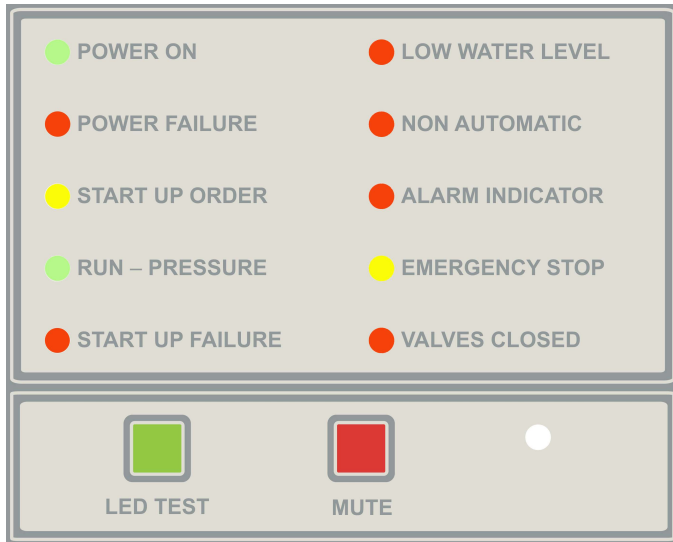 POWER ON
POWER FAILURE
START UP ORDER
RUN – PRESSURE
START UP FAILURE
LOW WATER LEVEL
NON AUTOMATIC
ALARM INDICATOR
EMERGENCY STOP
VALVES CLOSED
LED TEST
MUTE